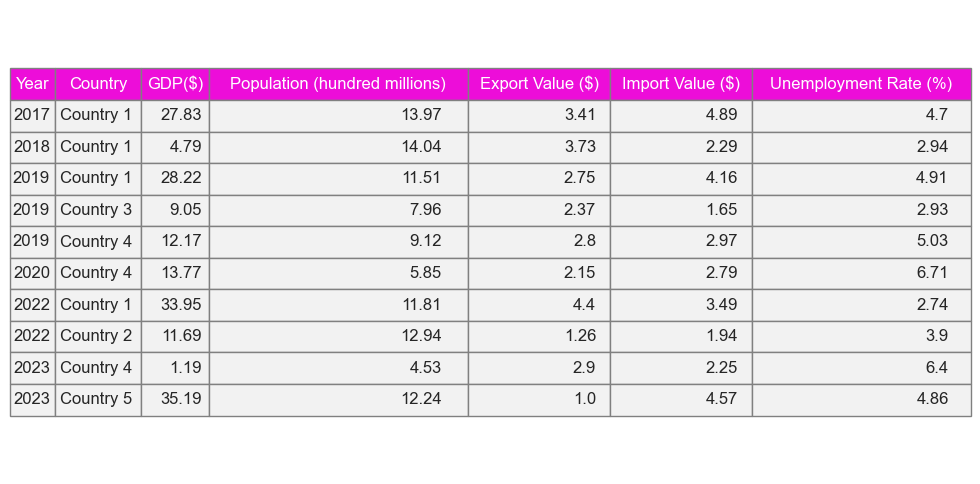 Year Country GDP($) Population (hundred millions) Export Value ($) Import Value ($) Unemployment Rate (%)
2017 Country 1 27.83 13.97 3.41 4.89 4.7
2018 Country 1 4.79 14.04 3.73 2.29 2.94
2019 Country 1 28.22 11.51 2.75 4.16 4.91
2019 Country 3 9.05 7.96 2.37 1.65 2.93
2019 Country 4 12.17 9.12 2.8 2.97 5.03
2020 Country 4 13.77 5.85 2.15 2.79 6.71
2022 Country 1 33.95 11.81 4.4 3.49 2.74
2022 Country 2 11.69 12.94 1.26 1.94 3.9
2023 Country 4 1.19 4.53 2.9 2.25 6.4
2023 Country 5 35.19 12.24 1.0 4.57 4.86